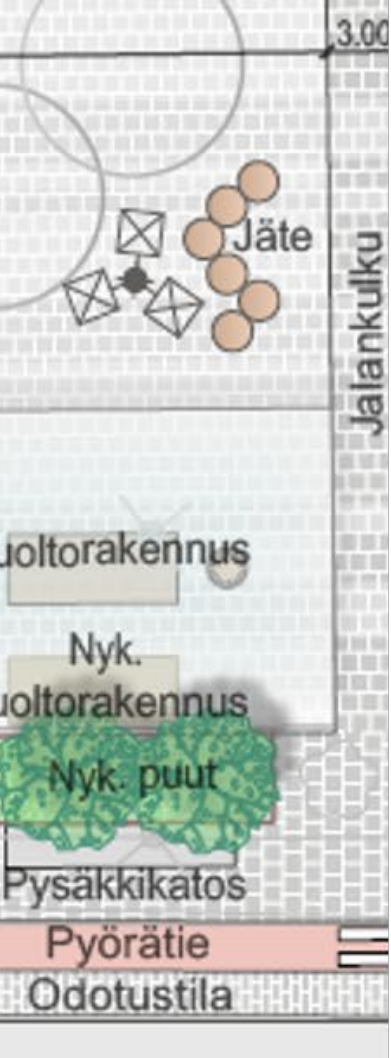 3.00
Jäte
Jalankulku
uoltorakennus
Nyk.
uoltorakennus
Nyk. puut
Pysäkkikatos
Pyörätie
Odotustila